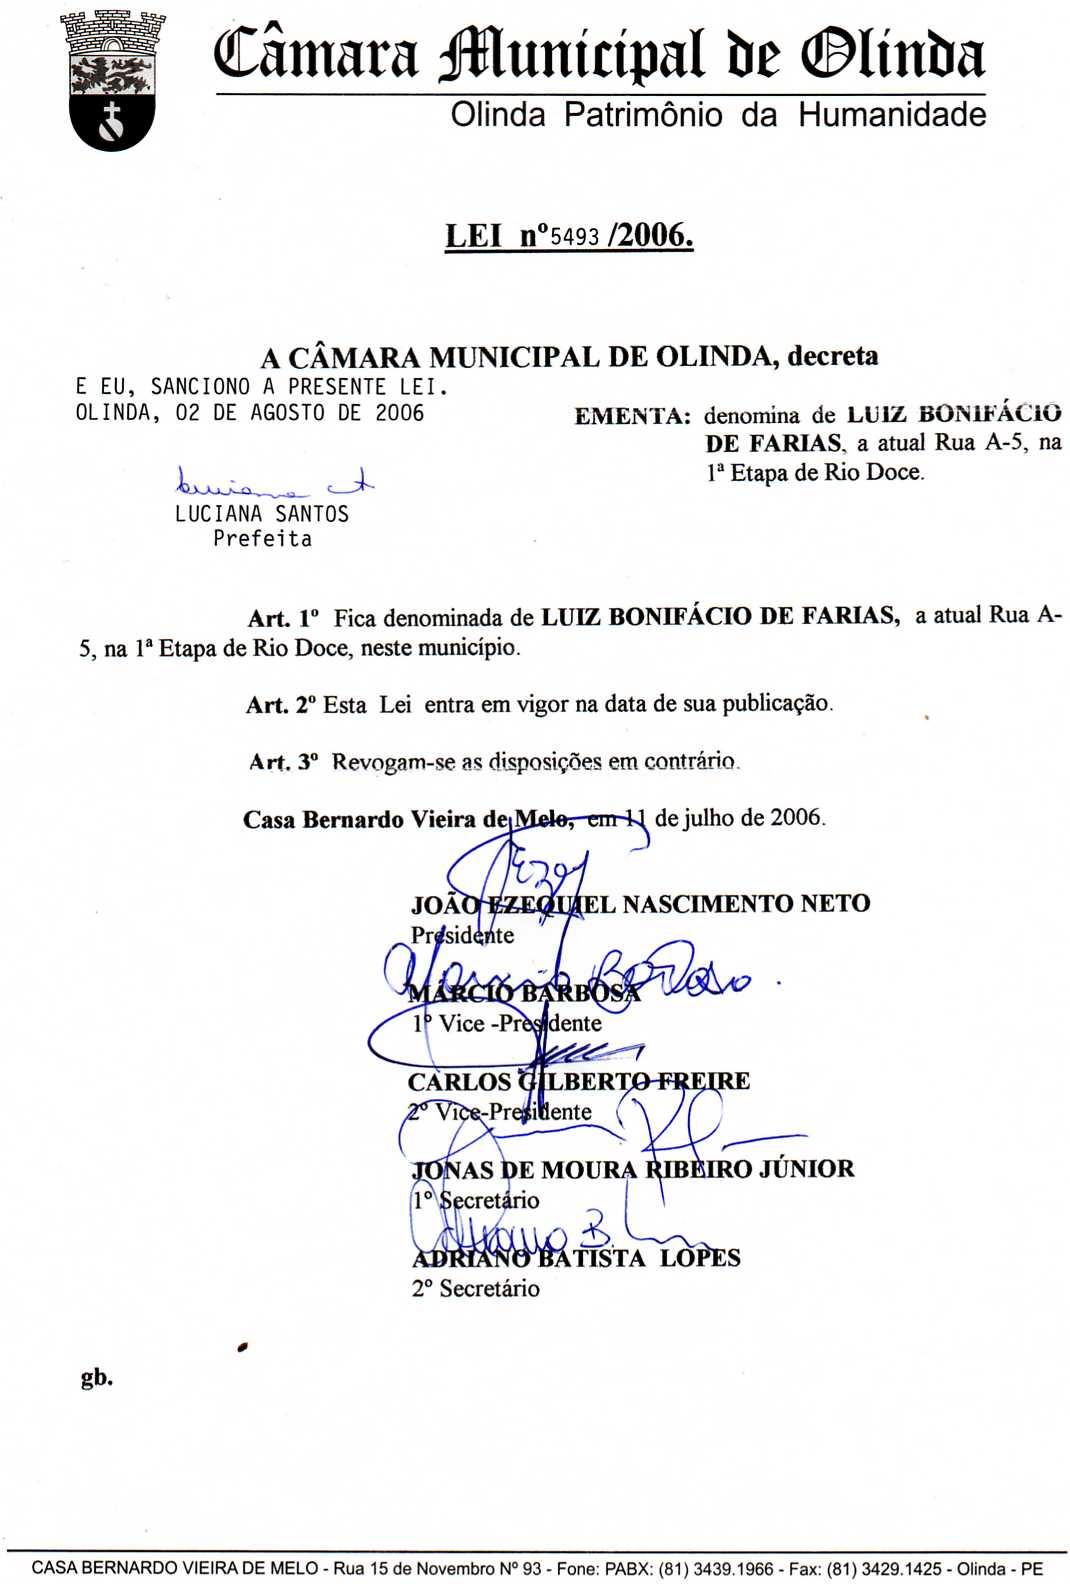 Câmara Municipal de Olinda
Olinda Patrimônio da Humanidade
LEI nº5493 /2006.
A CÂMARA MUNICIPAL DE OLINDA, decreta
E EU, SANCIONO A PRESENTE LEI.
OLINDA, 02 DE AGOSTO DE 2006
EMENTA: denomina de LUIZ BONIFÁCIO
DE FARIAS, a atual Rua A-5, na
1ª Etapa de Rio Doce.
LUCIANA SANTOS
Prefeita
Art. 1º Fica denominada de LUIZ BONIFÁCIO DE FARIAS, a atual Rua A-
5, na 1ª Etapa de Rio Doce, neste município.
Art. 2º Esta Lei entra em vigor na data de sua publicação.
Art. 3º Revogam-se as disposições em contrário.
Casa Bernardo Vieira de Melo, em 11 de julho de 2006.
JOÃO EZEQUIEL NASCIMENTO NETO
Presidente
Marcio Barbosa
MÁRCIO BARBOSA
1º Vice -Presidente
CARLOS GILBERTO FREIRE
2º Vice-Presidente
JONAS DE MOURA RIBEIRO JÚNIOR
1º Secretário
Adriano B.
ADRIANO BATISTA LOPES
2º Secretário
gb.
CASA BERNARDO VIEIRA DE MELO - Rua 15 de Novembro Nº 93 - Fone: PABX: (81) 3439.1966 - Fax: (81) 3429.1425 - Olinda - PE